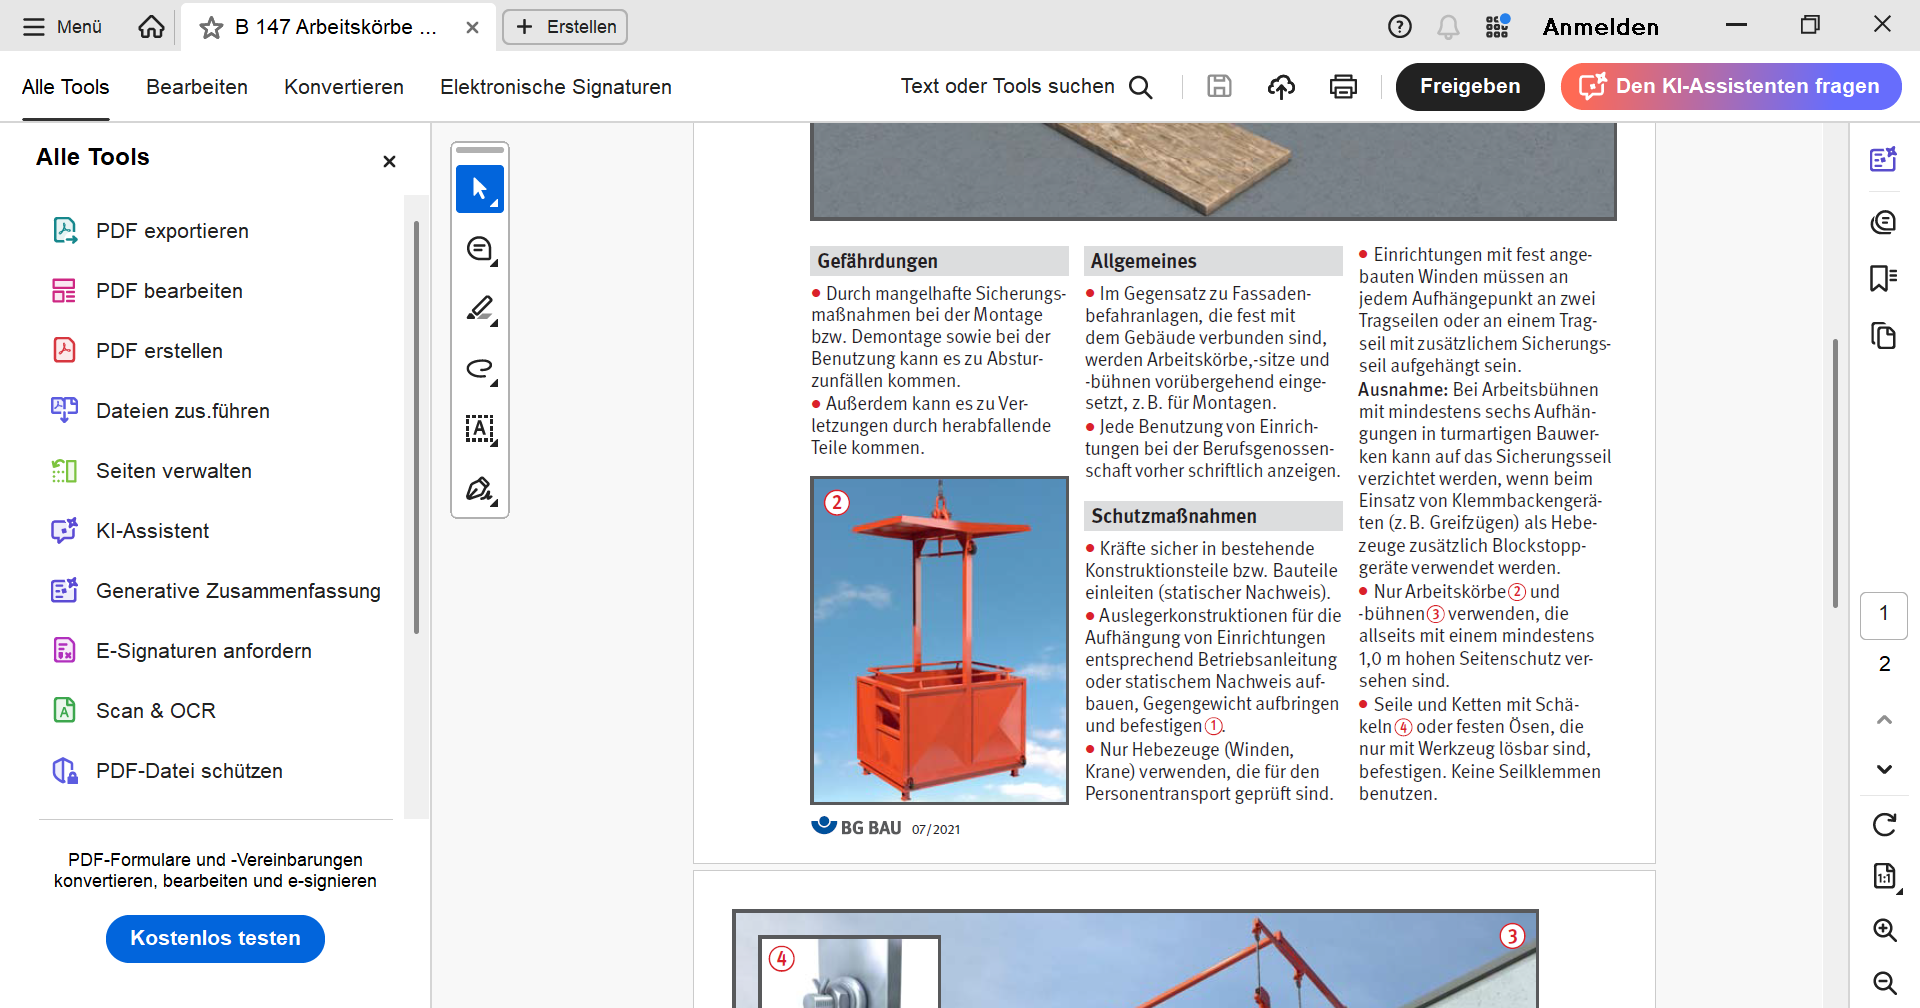 Menü
B 147 Arbeitskörbe ...
Erstellen
Anmelden
Alle Tools
Bearbeiten
Konvertieren
Elektronische Signaturen
Text oder Tools suchen
Freigeben
Den KI-Assistenten fragen
Alle Tools
PDF exportieren
PDF bearbeiten
PDF erstellen
Dateien zus.führen
Seiten verwalten
KI-Assistent
Generative Zusammenfassung
E-Signaturen anfordern
Scan & OCR
PDF-Datei schützen
PDF-Formulare und -Vereinbarungen
konvertieren, bearbeiten und e-signieren
Kostenlos testen
Gefährdungen
• Durch mangelhafte Sicherungs-
maßnahmen bei der Montage
bzw. Demontage sowie bei der
Benutzung kann es zu Abstur-
zunfällen kommen.
• Außerdem kann es zu Ver-
letzungen durch herabfallende
Teile kommen.
2
BG BAU 07/2021
Allgemeines
• Im Gegensatz zu Fassaden-
befahranlagen, die fest mit
dem Gebäude verbunden sind,
werden Arbeitskörbe,-sitze und
-bühnen vorübergehend einge-
setzt, z. B. für Montagen.
• Jede Benutzung von Einrich-
tungen bei der Berufsgenossen-
schaft vorher schriftlich anzeigen.
Schutzmaßnahmen
• Kräfte sicher in bestehende
Konstruktionsteile bzw. Bauteile
einleiten (statischer Nachweis).
• Auslegerkonstruktionen für die
Aufhängung von Einrichtungen
entsprechend Betriebsanleitung
oder statischem Nachweis auf-
bauen, Gegengewicht aufbringen
und befestigen ①.
• Nur Hebezeuge (Winden,
Krane) verwenden, die für den
Personentransport geprüft sind.
• Einrichtungen mit fest ange-
bauten Winden müssen an
jedem Aufhängepunkt an zwei
Tragseilen oder an einem Trag-
seil mit zusätzlichem Sicherungs-
seil aufgehängt sein.
Ausnahme: Bei Arbeitsbühnen
mit mindestens sechs Aufhän-
gungen in turmartigen Bauwer-
ken kann auf das Sicherungsseil
verzichtet werden, wenn beim
Einsatz von Klemmbackengerä-
ten (z. B. Greifzügen) als Hebe-
zeuge zusätzlich Blockstopp-
geräte verwendet werden.
• Nur Arbeitskörbe ② und
-bühnen ③ verwenden, die
allseits mit einem mindestens
1,0 m hohen Seitenschutz ver-
sehen sind.
• Seile und Ketten mit Schä-
keln ④ oder festen Ösen, die
nur mit Werkzeug lösbar sind,
befestigen. Keine Seilklemmen
benutzen.
4
3
1
2
1:1